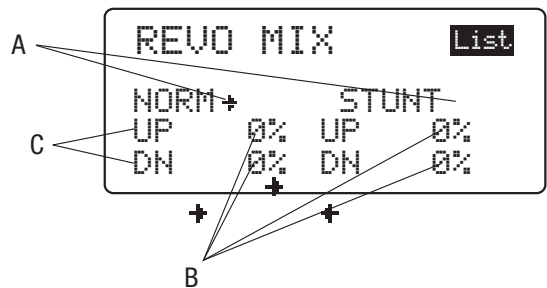 REVO MIX List
A
NORM STUNT
UP 0% UP 0%
C
DN 0% DN 0%
B